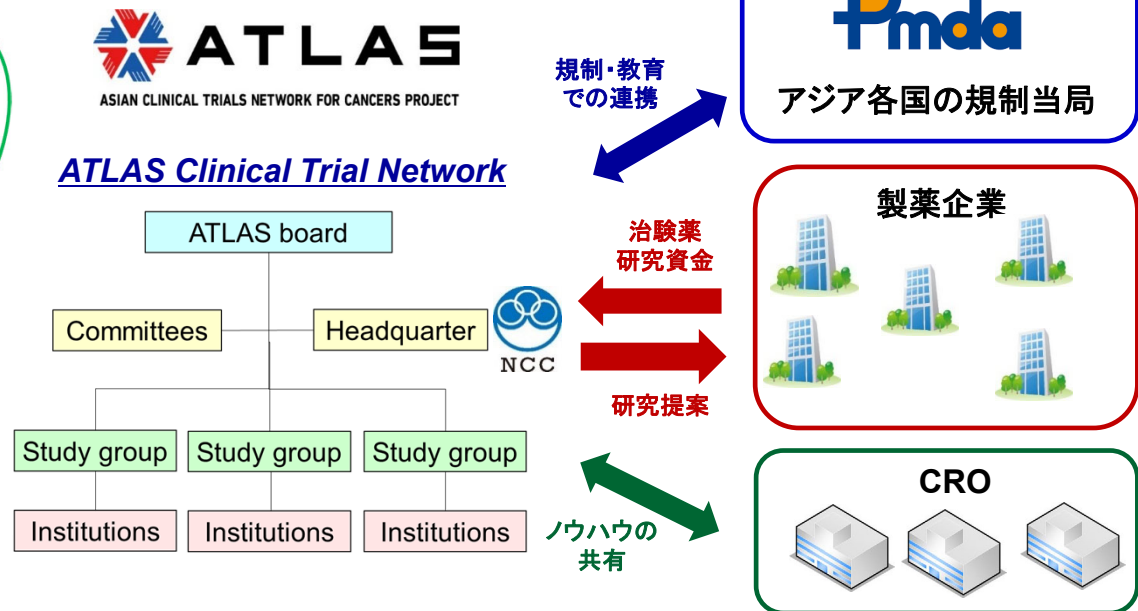 ATLAS
ASIAN CLINICAL TRIALS NETWORK FOR CANCERS PROJECT
ATLAS Clinical Trial Network
ATLAS board
Committees
Headquarter
NCC
Study group
Study group
Study group
Institutions
Institutions
Institutions
規制・教育
での連携
Pmda
アジア各国の規制当局
治験薬
研究資金
研究提案
製薬企業
ノウハウの
共有
CRO